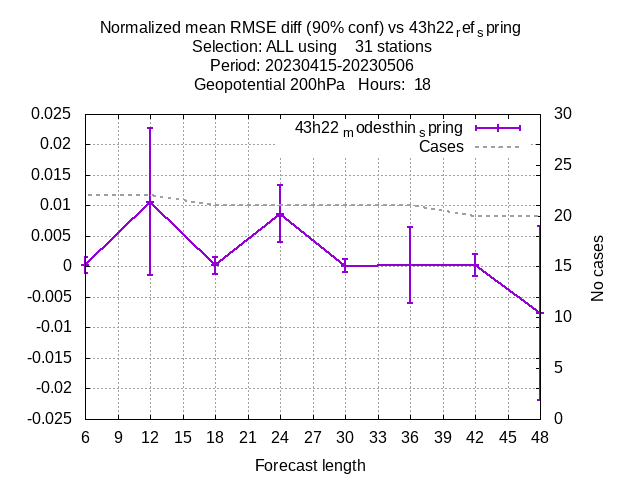 Normalized mean RMSE diff (90% conf) vs 43h22refspring
Selection: ALL using 31 stations
Period: 20230415-20230506
Geopotential 200hPa Hours: 18
43h22modesthinspring
Cases
0.025
0.02
0.015
0.01
0.005
0
-0.005
-0.01
-0.015
-0.02
-0.025
30
25
20
15
10
5
0
No cases
6 9 12 15 18 21 24 27 30 33 36 39 42 45 48
Forecast length